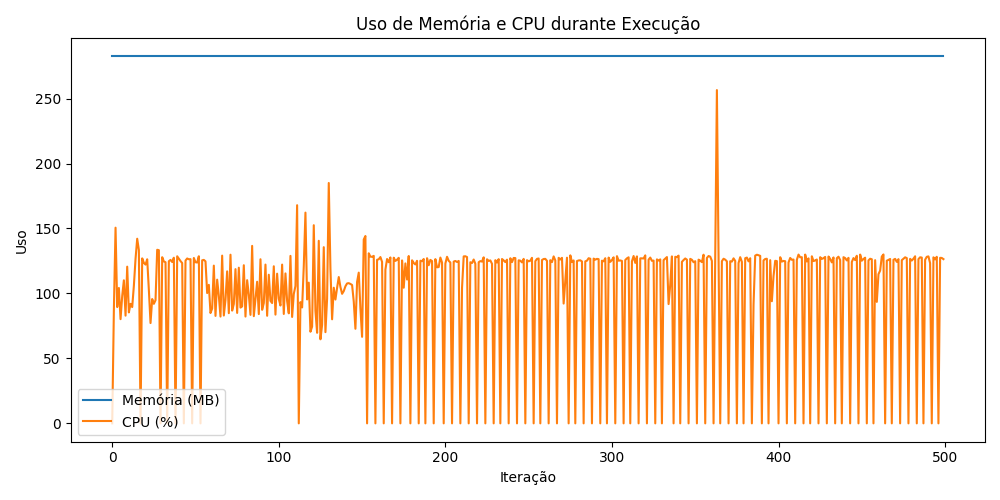 Uso de Memória e CPU durante Execução
Uso
250
200
150
100
50
0
Memória (MB)
CPU (%)
0 100 200 300 400 500
Iteração